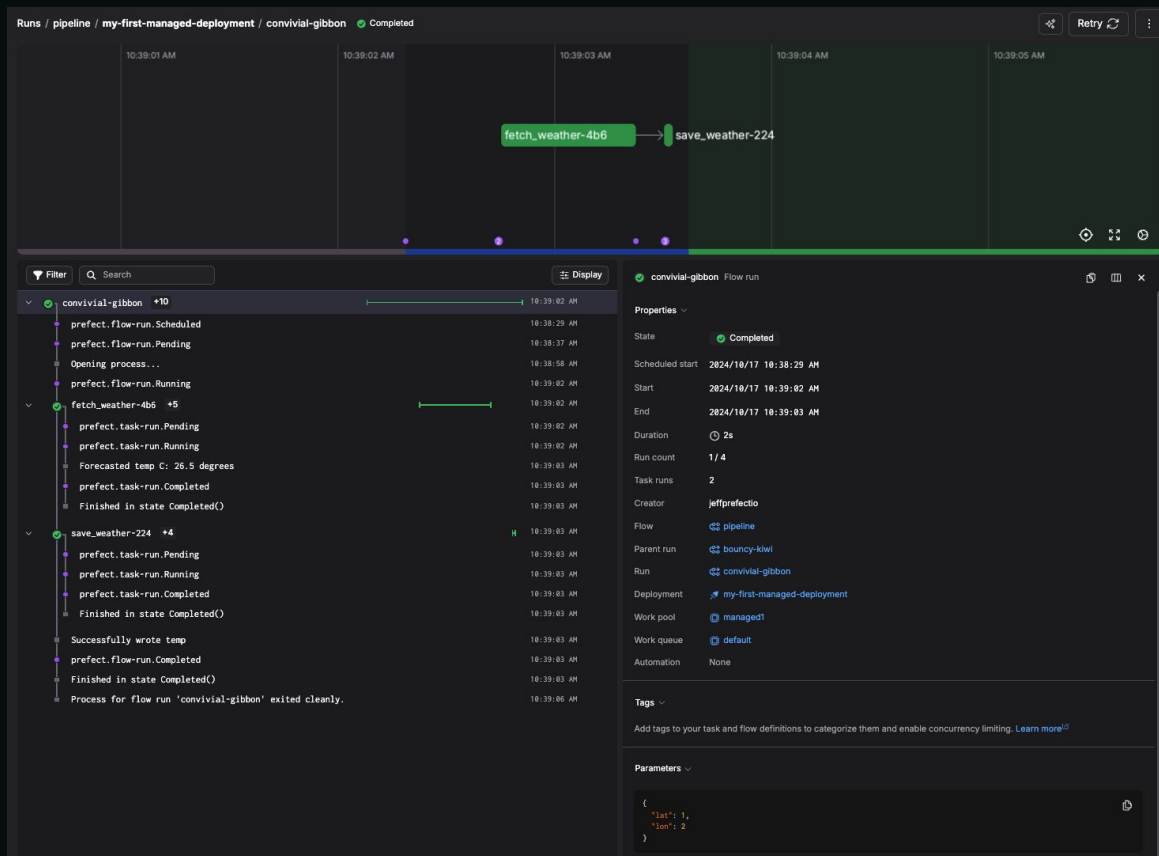 Runs / pipeline / my-first-managed-deployment / convivial-gibbon Completed
Retry
10:39:01 AM 10:39:02 AM 10:39:03 AM 10:39:04 AM 10:39:05 AM
fetch_weather-4b6 save_weather-224
2 3
Filter Search Display
convivial-gibbon +10 10:39:02 AM
prefect.flow-run.Scheduled 10:38:29 AM
prefect.flow-run.Pending 10:38:37 AM
Opening process... 10:38:58 AM
prefect.flow-run.Running 10:39:02 AM
fetch_weather-4b6 +5 10:39:02 AM
prefect.task-run.Pending 10:39:02 AM
prefect.task-run.Running 10:39:02 AM
Forecasted temp C: 26.5 degrees 10:39:03 AM
prefect.task-run.Completed 10:39:03 AM
Finished in state Completed() 10:39:03 AM
save_weather-224 +4 10:39:03 AM
prefect.task-run.Pending 10:39:03 AM
prefect.task-run.Running 10:39:03 AM
prefect.task-run.Completed 10:39:03 AM
Finished in state Completed() 10:39:03 AM
Successfully wrote temp 10:39:03 AM
prefect.flow-run.Completed 10:39:03 AM
Finished in state Completed() 10:39:03 AM
Process for flow run 'convivial-gibbon' exited cleanly. 10:39:06 AM
convivial-gibbon Flow run
Properties
State Completed
Scheduled start 2024/10/17 10:38:29 AM
Start 2024/10/17 10:39:02 AM
End 2024/10/17 10:39:03 AM
Duration 2s
Run count 1 / 4
Task runs 2
Creator jeffprefectio
Flow pipeline
Parent run bouncy-kiwi
Run convivial-gibbon
Deployment my-first-managed-deployment
Work pool managed1
Work queue default
Automation None
Tags
Add tags to your task and flow definitions to categorize them and enable concurrency limiting. Learn more
Parameters
{
"lat": 1,
"lon": 2
}